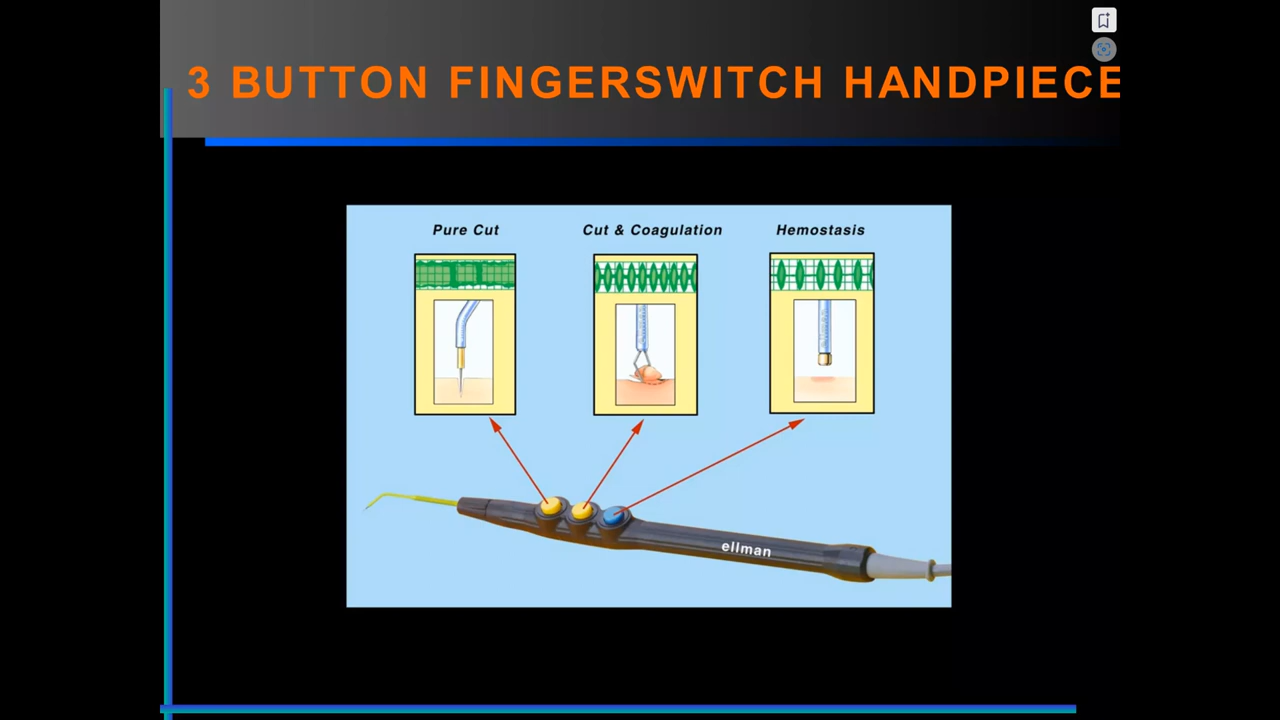 3 BUTTON FINGERSWITCH HANDPIECE
Pure Cut
Cut & Coagulation
Hemostasis
ellman